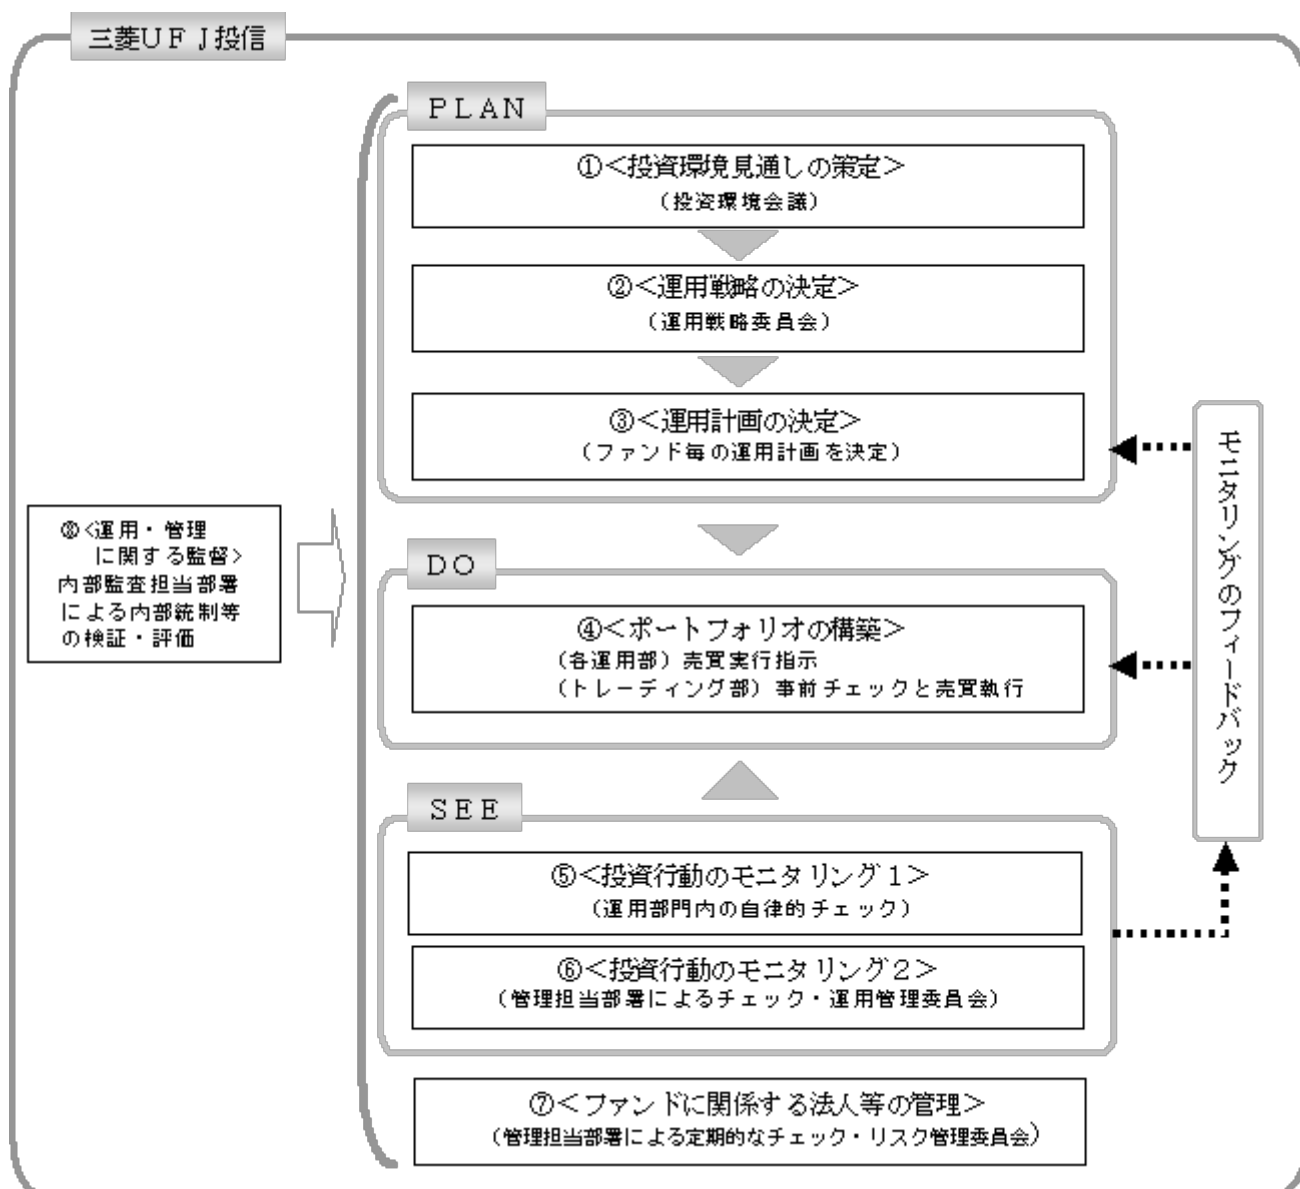 三菱ＵＦＪ投信
ＰＬＡＮ
①＜投資環境見通しの策定＞
（投資環境会議）
②＜運用戦略の決定＞
（運用戦略委員会）
③＜運用計画の決定＞
（ファンド毎の運用計画を決定）
⑧＜運用・管理
に関する監督＞
内部監査担当部署
による内部統制等
の検証・評価
ＤＯ
④＜ポートフォリオの構築＞
（各運用部）売買実行指示
（トレーディング部）事前チェックと売買執行
モニタリングのフィードバック
ＳＥＥ
⑤＜投資行動のモニタリング１＞
（運用部門内の自律的チェック）
⑥＜投資行動のモニタリング２＞
（管理担当部署によるチェック・運用管理委員会）
⑦＜ファンドに関係する法人等の管理＞
（管理担当部署による定期的なチェック・リスク管理委員会）